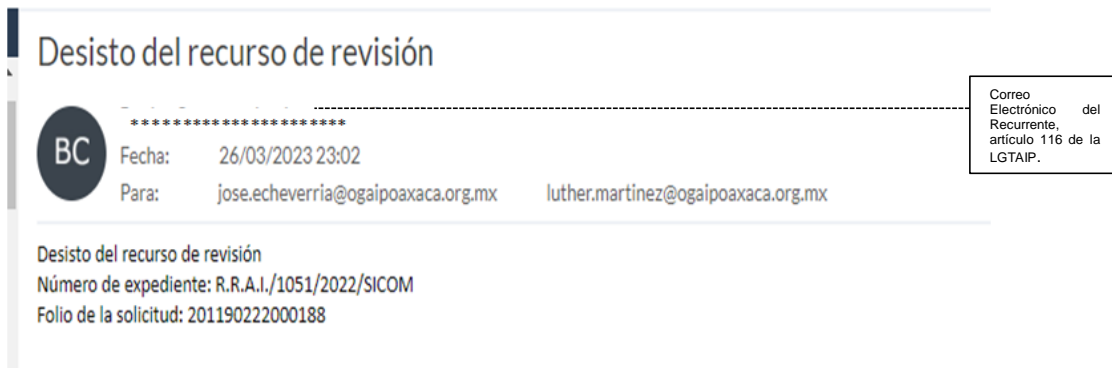 Desisto del recurso de revisión
BC
**********************
Fecha: 26/03/2023 23:02
Para: jose.echeverria@ogaipoaxaca.org.mx luther.martinez@ogaipoaxaca.org.mx
Correo
Electrónico del
Recurrente,
artículo 116 de la
LGTAIP.
Desisto del recurso de revisión
Número de expediente: R.R.A.I./1051/2022/SICOM
Folio de la solicitud: 201190222000188